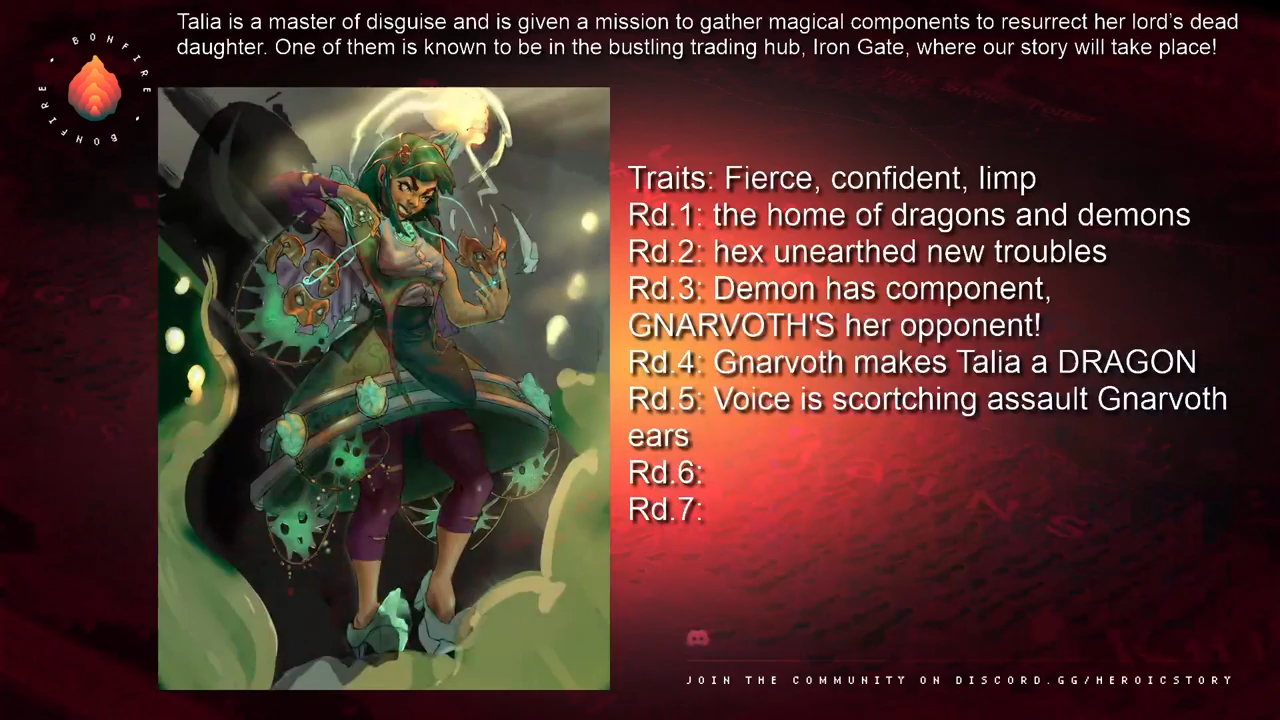 Talia is a master of disguise and is given a mission to gather magical components to resurrect her lord's dead
daughter. One of them is known to be in the bustling trading hub, Iron Gate, where our story will take place!
BONFIRE • BONFIRE •
Traits: Fierce, confident, limp
Rd.1: the home of dragons and demons
Rd.2: hex unearthed new troubles
Rd.3: Demon has component,
GNARVOTH'S her opponent!
Rd.4: Gnarvoth makes Talia a DRAGON
Rd.5: Voice is scortching assault Gnarvoth
ears
Rd.6:
Rd.7:
JOIN THE COMMUNITY ON DISCORD.GG/HEROICSTORY